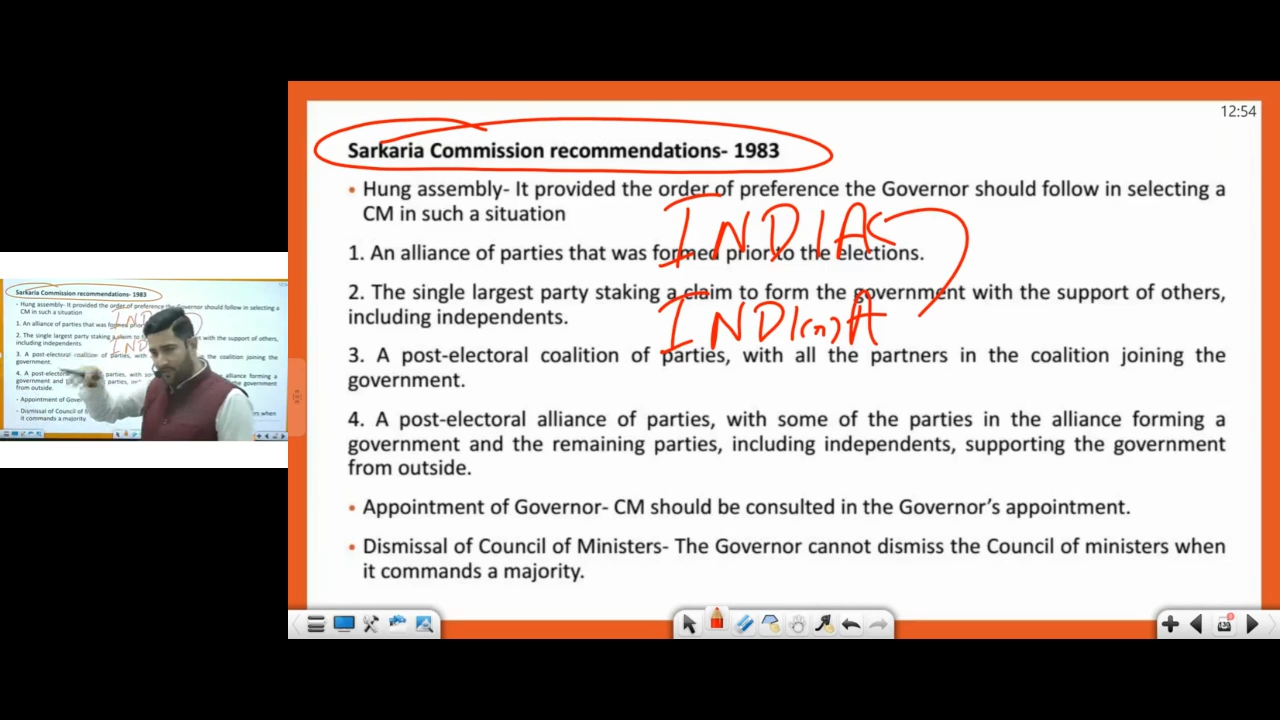 12:54
Sarkaria Commission recommendations- 1983
• Hung assembly- It provided the order of preference the Governor should follow in selecting a
CM in such a situation
INDIA
1. An alliance of parties that was formed prior to the elections.
2. The single largest party staking a claim to form the government with the support of others,
including independents.
INDI(n)A
3. A post-electoral coalition of parties, with all the partners in the coalition joining the
government.
4. A post-electoral alliance of parties, with some of the parties in the alliance forming a
government and the remaining parties, including independents, supporting the government
from outside.
• Appointment of Governor- CM should be consulted in the Governor's appointment.
• Dismissal of Council of Ministers- The Governor cannot dismiss the Council of ministers when
it commands a majority.